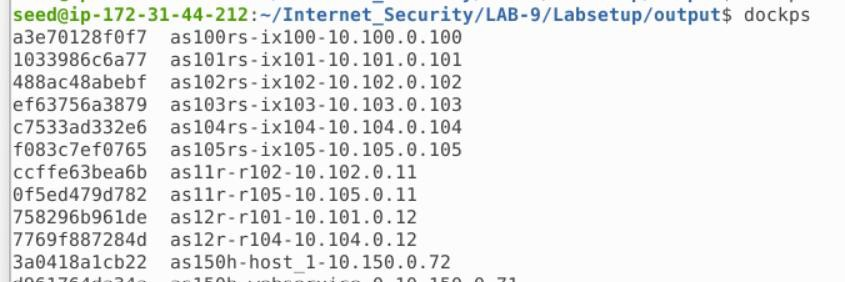 seed@ip-172-31-44-212:~/Internet_Security/LAB-9/Labsetup/output$ dockps
a3e70128f0f7  as100rs-ix100-10.100.0.100
1033986c6a77  as101rs-ix101-10.101.0.101
488ac48abebf  as102rs-ix102-10.102.0.102
ef63756a3879  as103rs-ix103-10.103.0.103
c7533ad332e6  as104rs-ix104-10.104.0.104
f083c7ef0765  as105rs-ix105-10.105.0.105
ccffe63bea6b  as11r-r102-10.102.0.11
0f5ed479d782  as11r-r105-10.105.0.11
758296b961de  as12r-r101-10.101.0.12
7769f887284d  as12r-r104-10.104.0.12
3a0418a1cb22  as150h-host_1-10.150.0.72